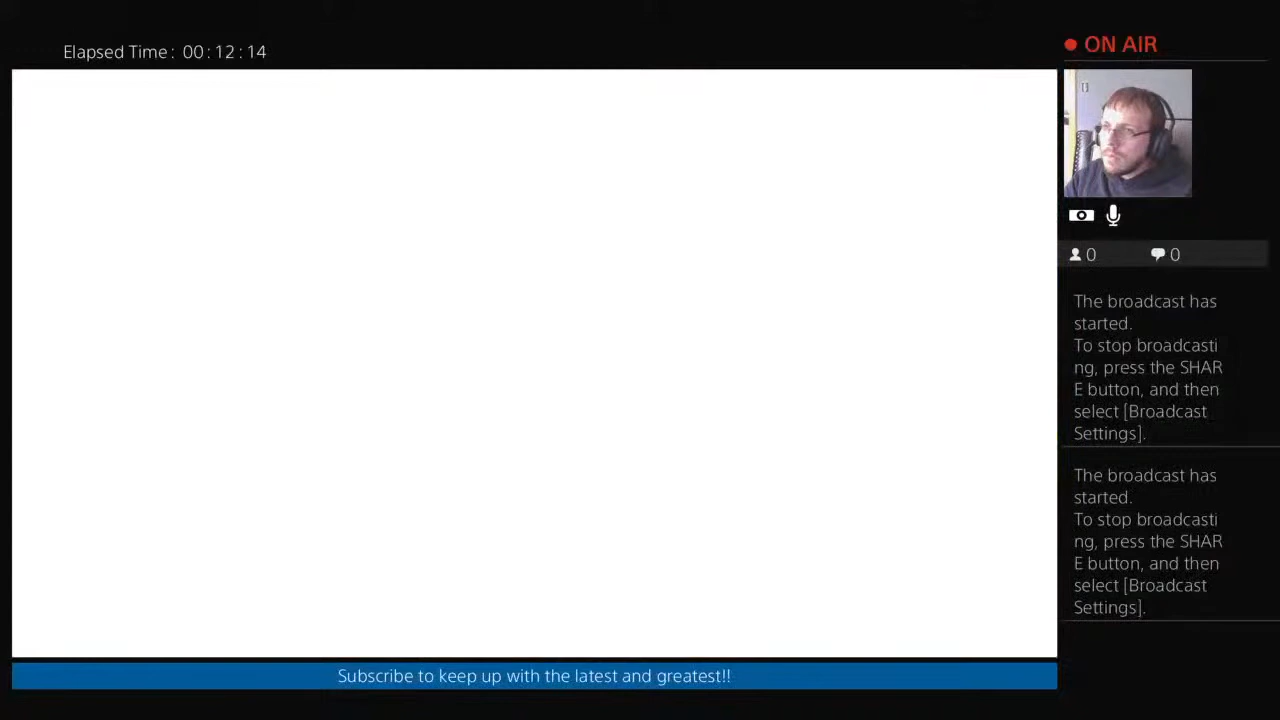 Elapsed Time: 00:12:14
ON AIR
0 0
The broadcast has
started.
To stop broadcasti
ng, press the SHAR
E button, and then
select [Broadcast
Settings].
The broadcast has
started.
To stop broadcasti
ng, press the SHAR
E button, and then
select [Broadcast
Settings].
Subscribe to keep up with the latest and greatest!!